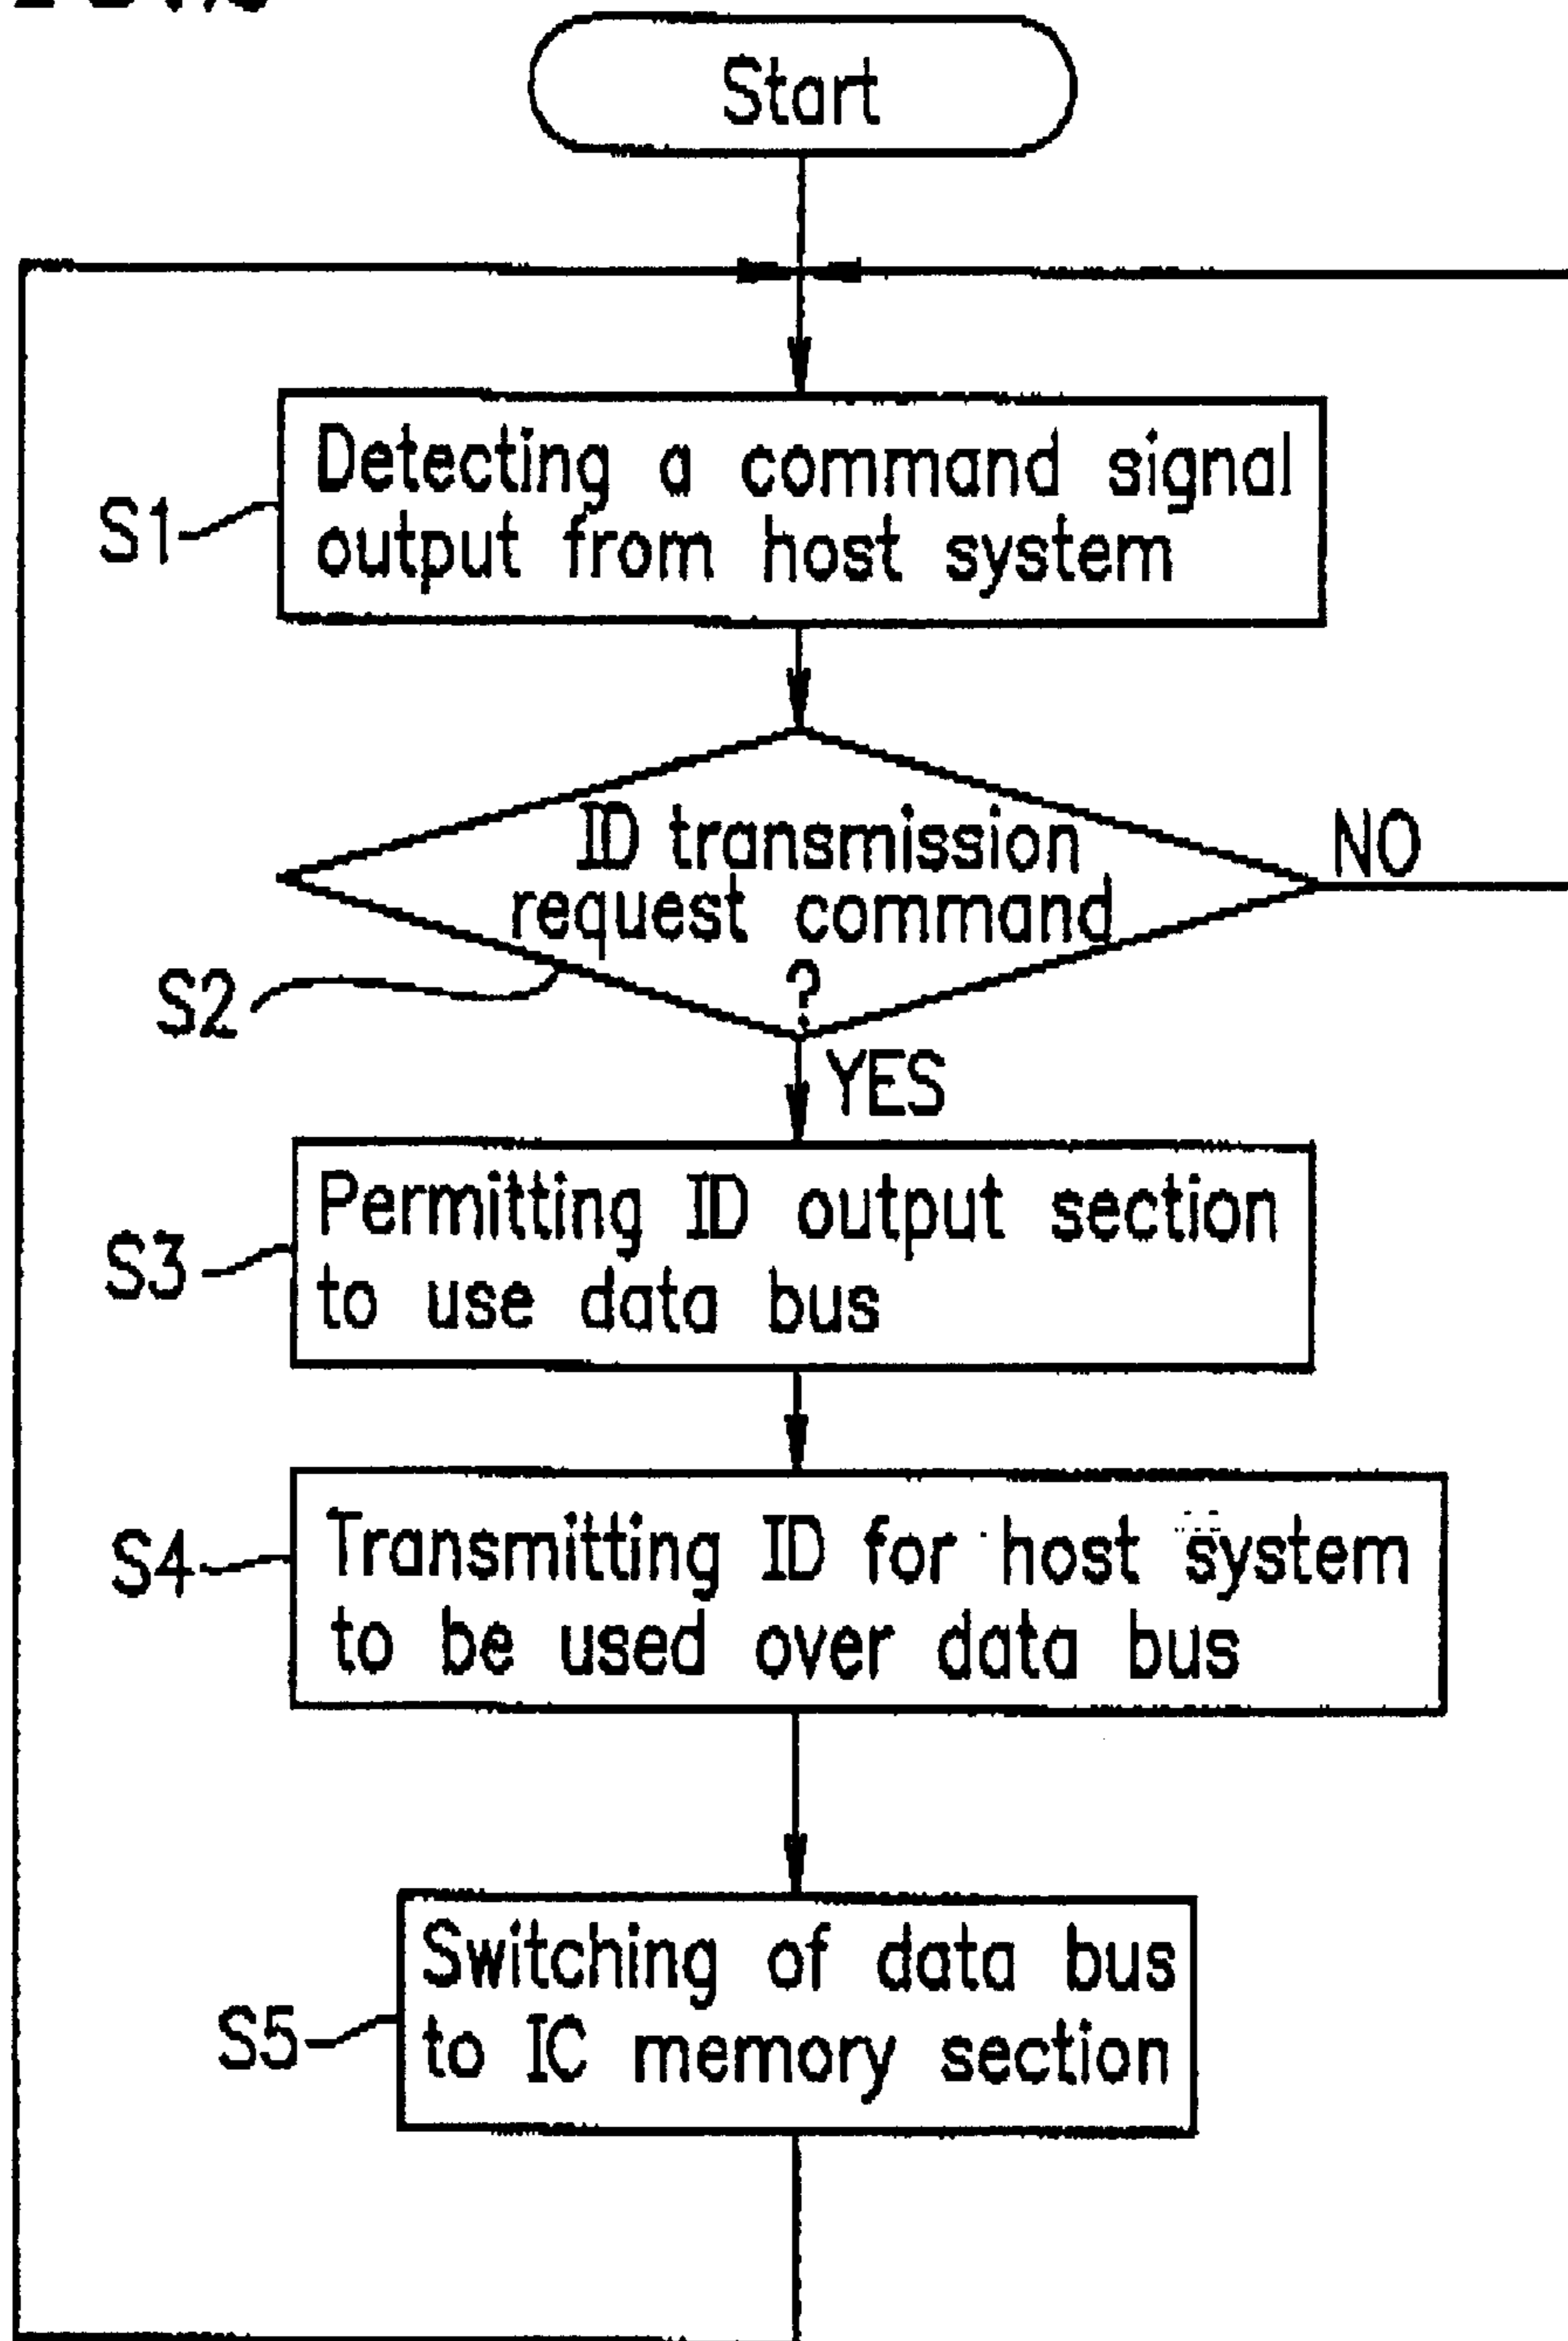 Start
S1
Detecting a command signal
output from host system
ID transmission
request command
?
NO
S2
YES
S3
Permitting ID output section
to use data bus
S4
Transmitting ID for host system
to be used over data bus
S5
Switching of data bus
to IC memory section